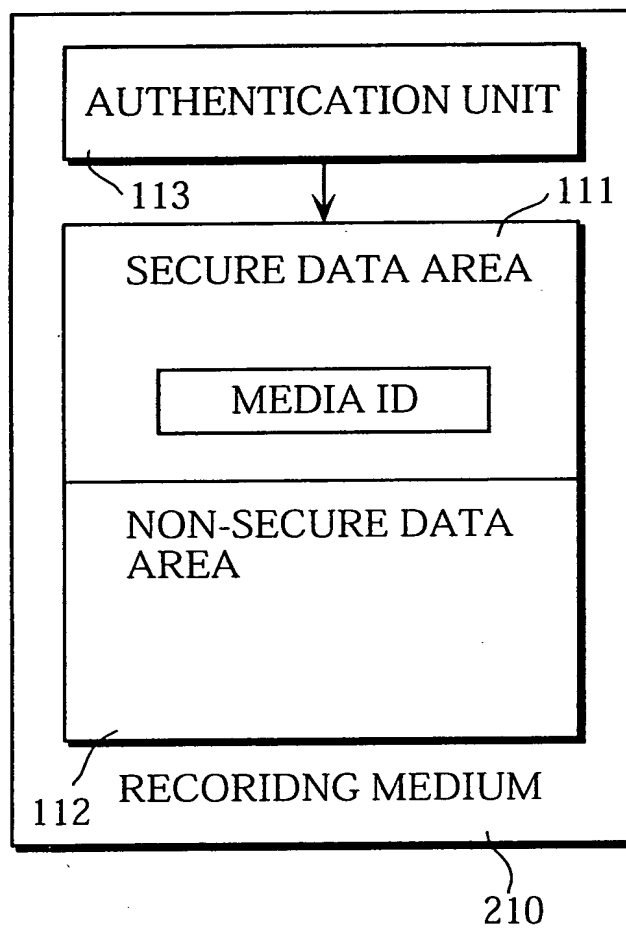 AUTHENTICATION UNIT
113
111
SECURE DATA AREA
MEDIA ID
NON-SECURE DATA
AREA
112
RECORIDNG MEDIUM
210